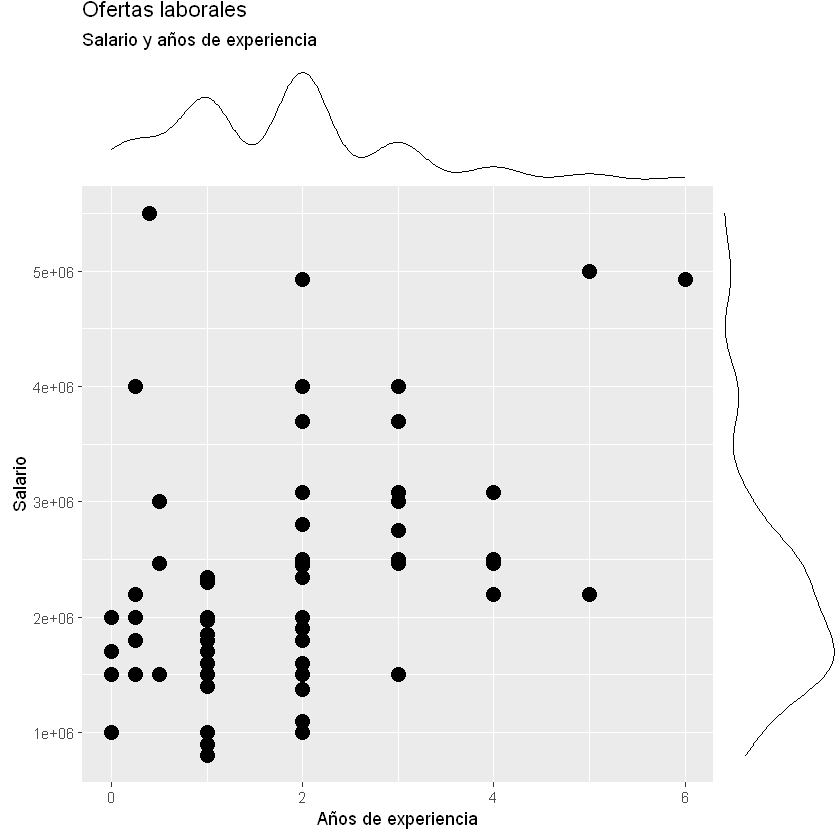 Ofertas laborales
Salario y años de experiencia
5e+06
4e+06
3e+06
2e+06
1e+06
Salario
0 2 4 6
Años de experiencia